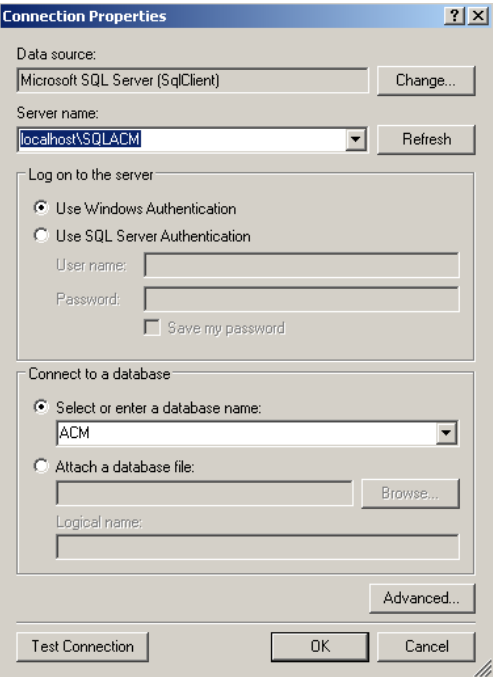 Connection Properties
Data source:
Microsoft SQL Server (SqlClient)
Change...
Server name:
localhost\SQLACM
Refresh
Log on to the server
Use Windows Authentication
Use SQL Server Authentication
User name:
Password:
Save my password
Connect to a database
Select or enter a database name:
ACM
Attach a database file:
Browse...
Logical name:
Advanced...
Test Connection
OK
Cancel